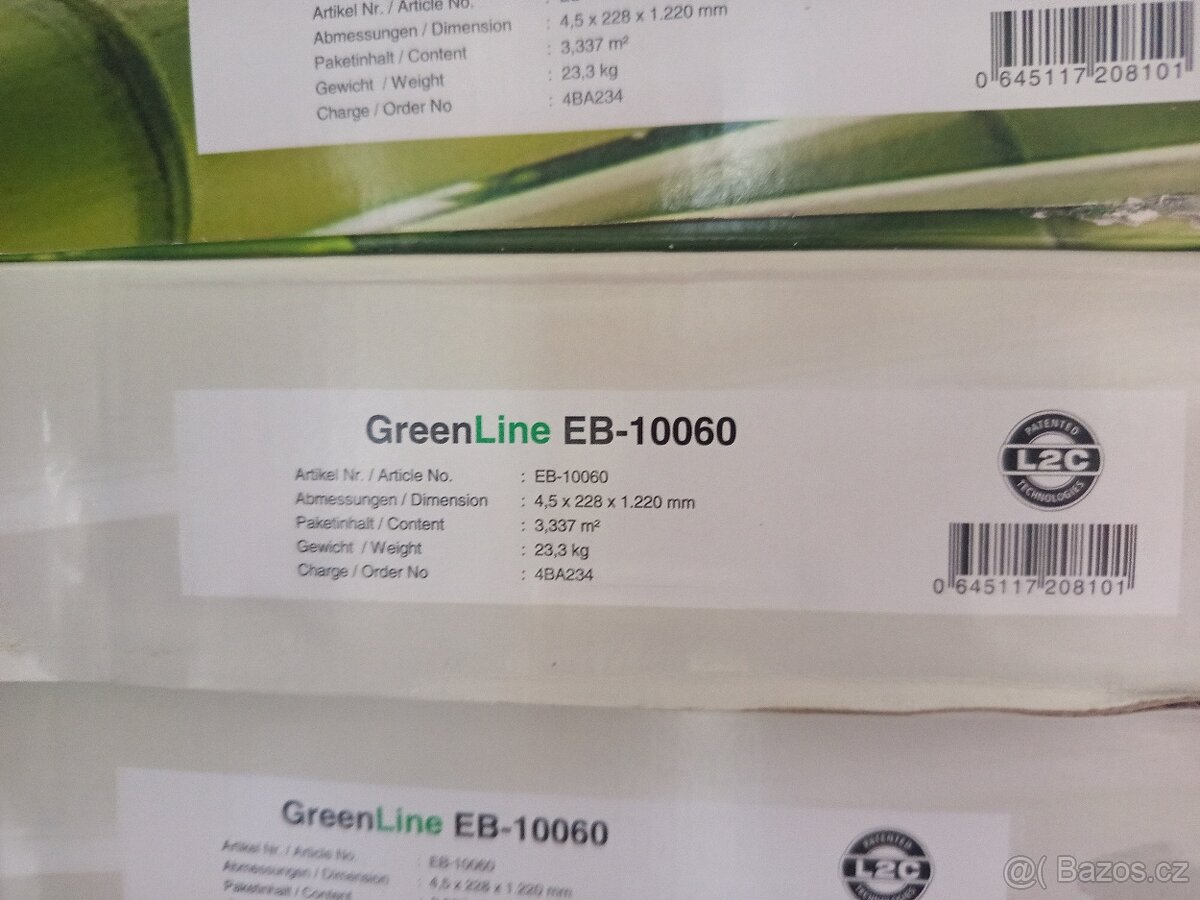 Artikel Nr. / Article No. :
Abmessungen / Dimension : 4,5 x 228 x 1.220 mm
Paketinhalt / Content : 3,337 m²
Gewicht / Weight : 23,3 kg
Charge / Order No : 4BA234
0 645117 208101
GreenLine EB-10060
Artikel Nr. / Article No. : EB-10060
Abmessungen / Dimension : 4,5 x 228 x 1.220 mm
Paketinhalt / Content : 3,337 m²
Gewicht / Weight : 23,3 kg
Charge / Order No : 4BA234
PATENTED
L2C
TECHNOLOGIES
0 645117 208101
GreenLine EB-10060
Artikel Nr. / Article No. : EB-10060
Abmessungen / Dimension : 4,5 x 228 x 1.220 mm
Paketinhalt / Content
PATENTED
L2C
TECHNOLOGIES
@( Bazos.cz